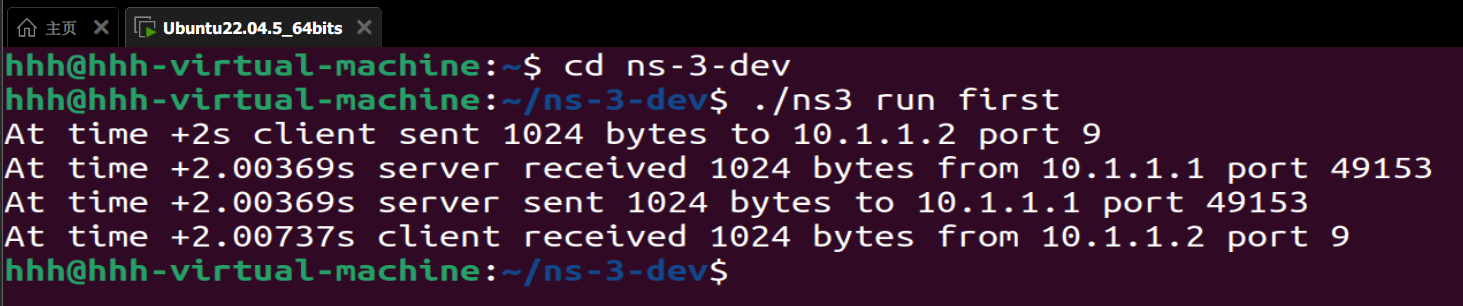 主页
Ubuntu22.04.5_64bits
hhh@hhh-virtual-machine:~$ cd ns-3-dev
hhh@hhh-virtual-machine:~/ns-3-dev$ ./ns3 run first
At time +2s client sent 1024 bytes to 10.1.1.2 port 9
At time +2.00369s server received 1024 bytes from 10.1.1.1 port 49153
At time +2.00369s server sent 1024 bytes to 10.1.1.1 port 49153
At time +2.00737s client received 1024 bytes from 10.1.1.2 port 9
hhh@hhh-virtual-machine:~/ns-3-dev$